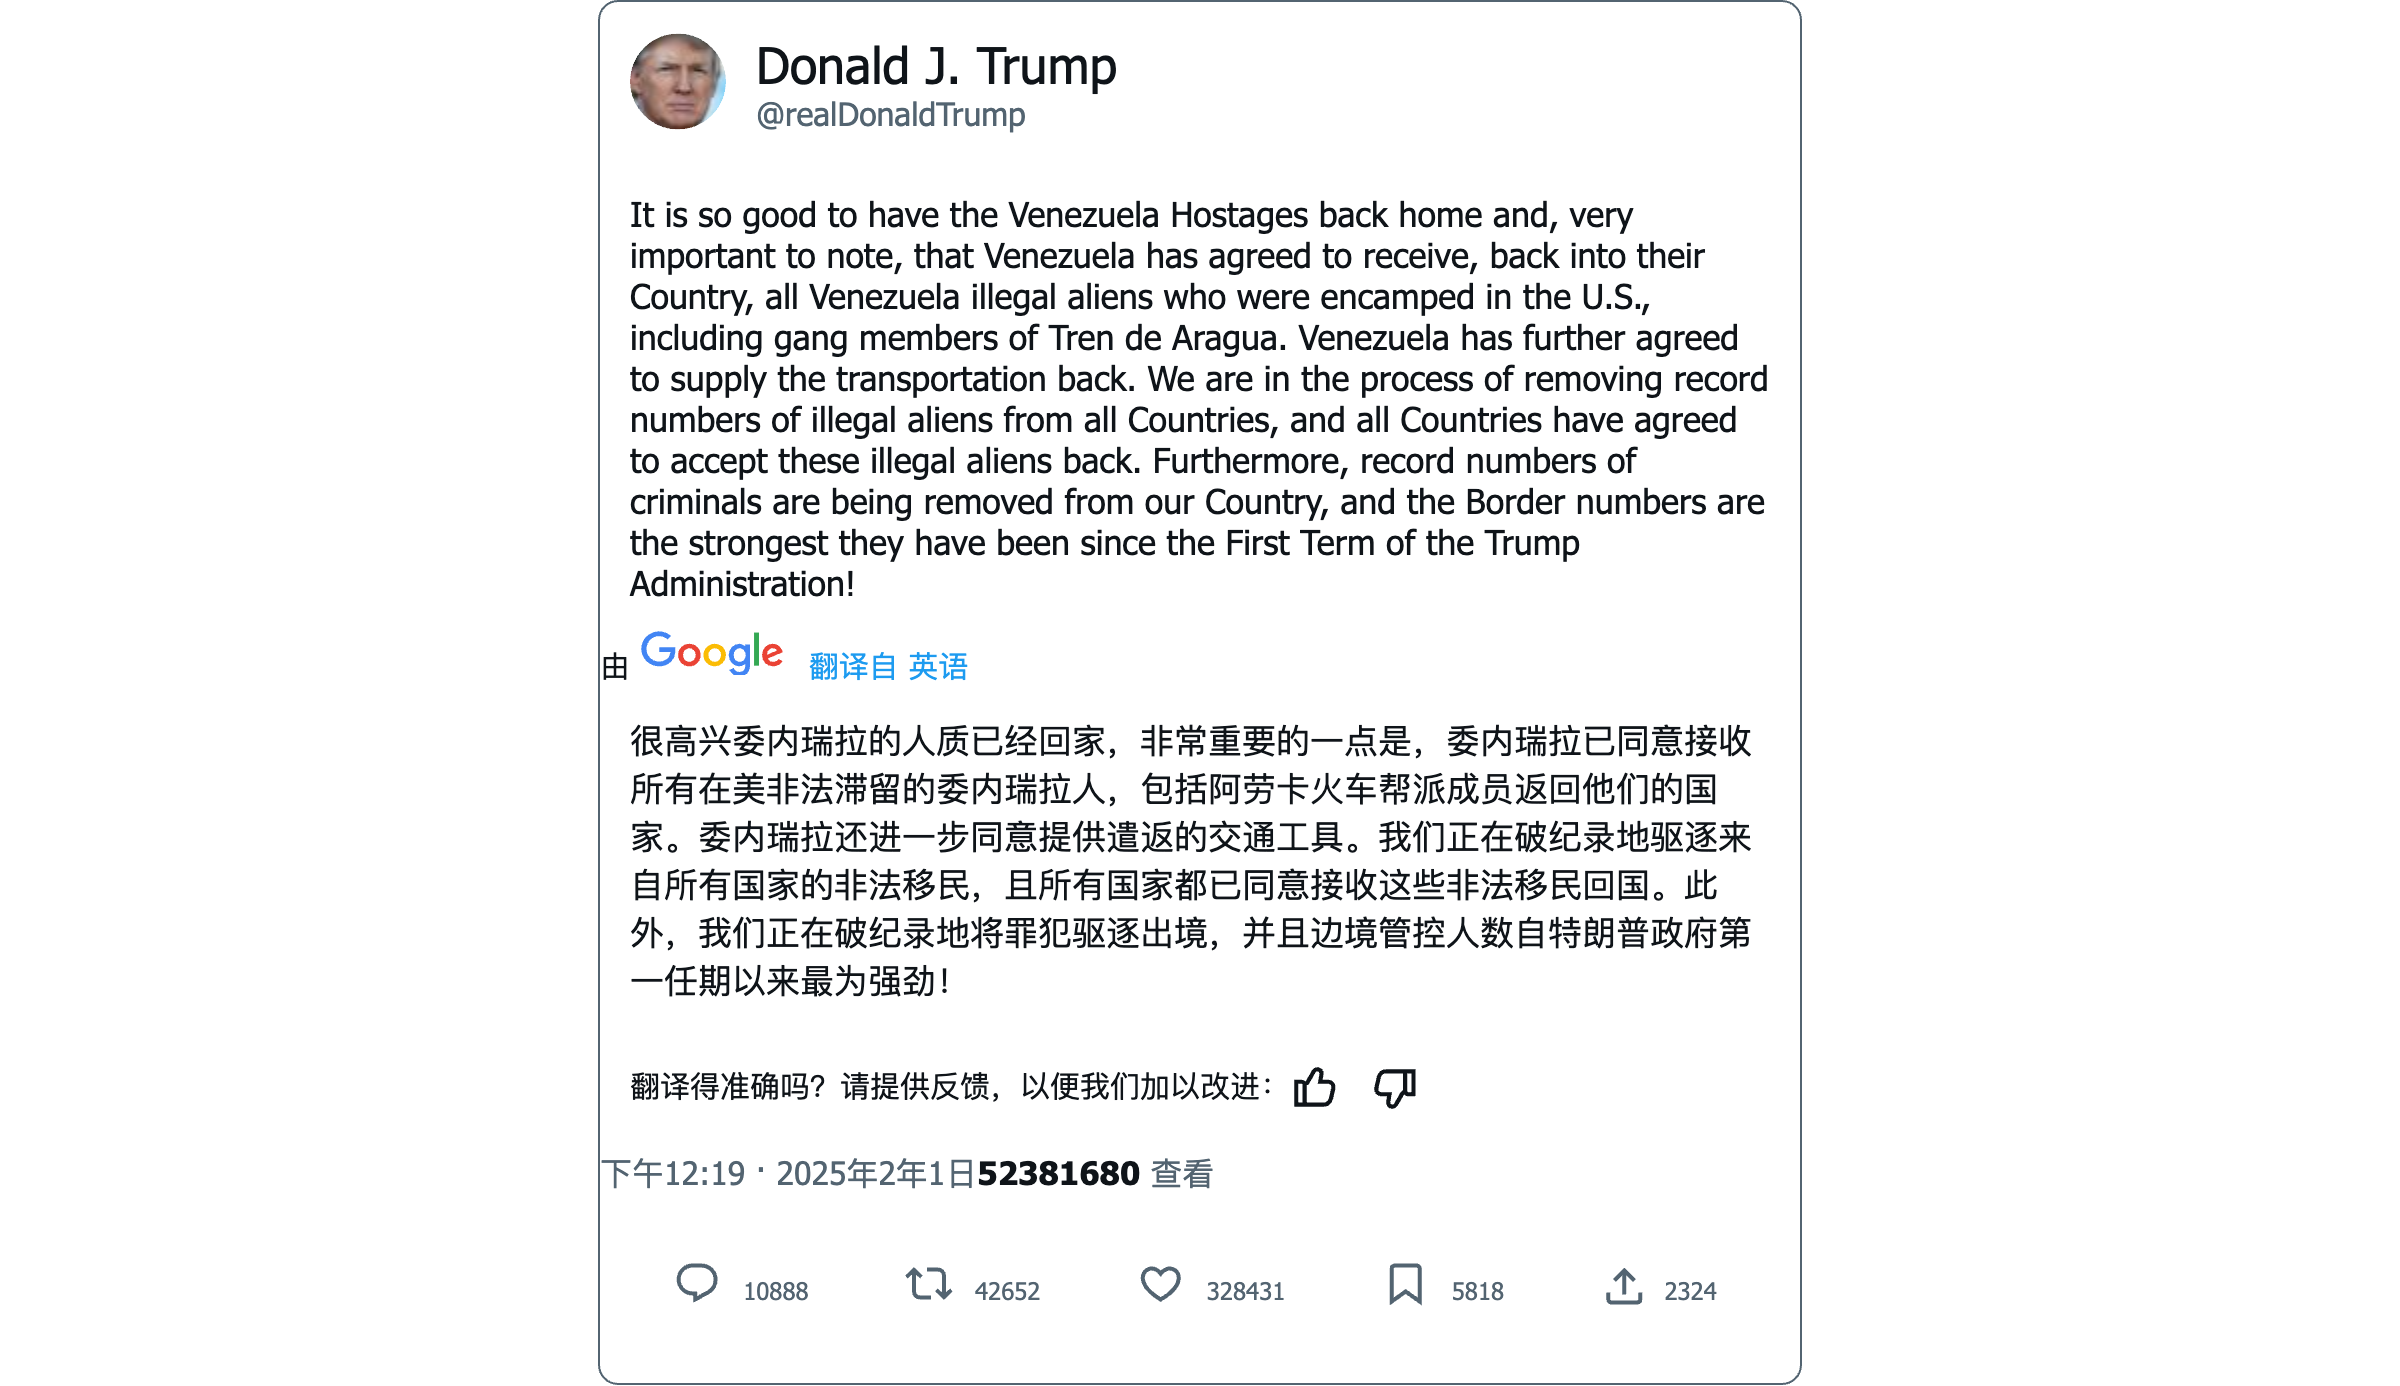 Donald J. Trump
@realDonaldTrump
It is so good to have the Venezuela Hostages back home and, very
important to note, that Venezuela has agreed to receive, back into their
Country, all Venezuela illegal aliens who were encamped in the U.S.,
including gang members of Tren de Aragua. Venezuela has further agreed
to supply the transportation back. We are in the process of removing record
numbers of illegal aliens from all Countries, and all Countries have agreed
to accept these illegal aliens back. Furthermore, record numbers of
criminals are being removed from our Country, and the Border numbers are
the strongest they have been since the First Term of the Trump
Administration!
由 Google 翻译自 英语
很高兴委内瑞拉的人质已经回家，非常重要的一点是，委内瑞拉已同意接收
所有在美非法滞留的委内瑞拉人，包括阿劳卡火车帮派成员返回他们的国
家。委内瑞拉还进一步同意提供遣返的交通工具。我们正在破纪录地驱逐来
自所有国家的非法移民，且所有国家都已同意接收这些非法移民回国。此
外，我们正在破纪录地将罪犯驱逐出境，并且边境管控人数自特朗普政府第
一任期以来最为强劲！
翻译得准确吗？请提供反馈，以便我们加以改进：
下午12:19 · 2025年2年1日52381680 查看
10888 42652 328431 5818 2324